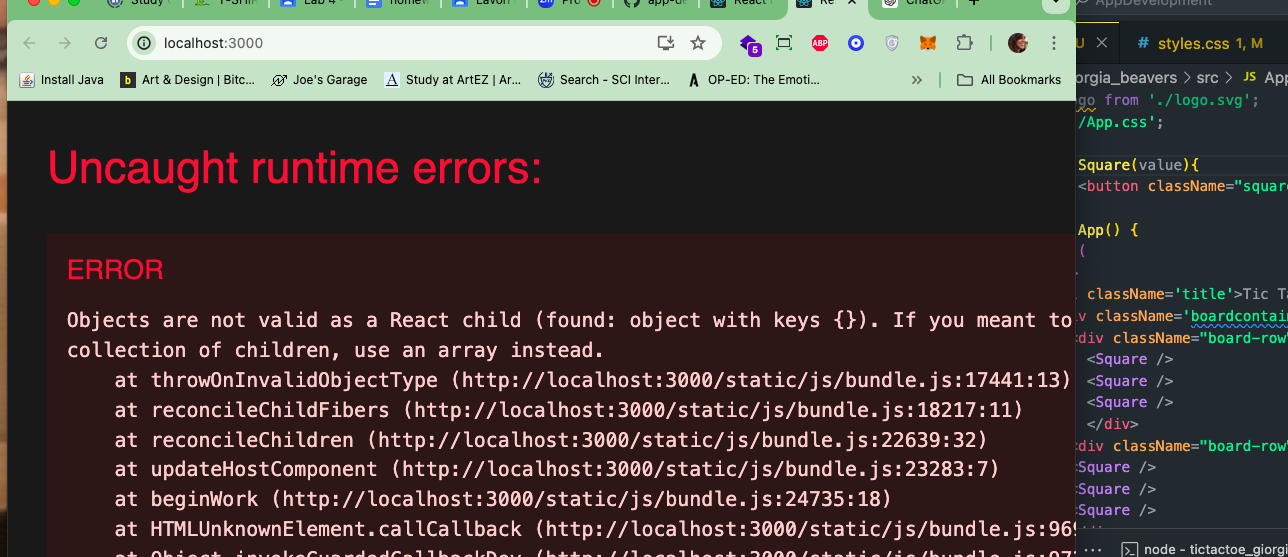 localhost:3000
5
ABP
Install Java
b Art & Design | Bitc...
Joe's Garage
A Study at ArtEZ | Ar...
Search - SCI Inter...
OP-ED: The Emoti...
»
All Bookmarks
Uncaught runtime errors:
ERROR
Objects are not valid as a React child (found: object with keys {}). If you meant to
collection of children, use an array instead.
at throwOnInvalidObjectType (http://localhost:3000/static/js/bundle.js:17441:13)
at reconcileChildFibers (http://localhost:3000/static/js/bundle.js:18217:11)
at reconcileChildren (http://localhost:3000/static/js/bundle.js:22639:32)
at updateHostComponent (http://localhost:3000/static/js/bundle.js:23283:7)
at beginWork (http://localhost:3000/static/js/bundle.js:24735:18)
at HTMLUnknownElement.callCallback (http://localhost:3000/static/js/bundle.js:96
AppDevelopment
U
# styles.css 1, M
orgia_beavers > src > JS App
go from './logo.svg';
/App.css';
Square(value){
<button className="squar
App() {
(
className='title'>Tic Ta
v className='boardcontai
div className="board-row"
<Square />
<Square />
<Square />
</div>
div className="board-row"
Square />
Square />
Square />
... node - tictactoe_gior